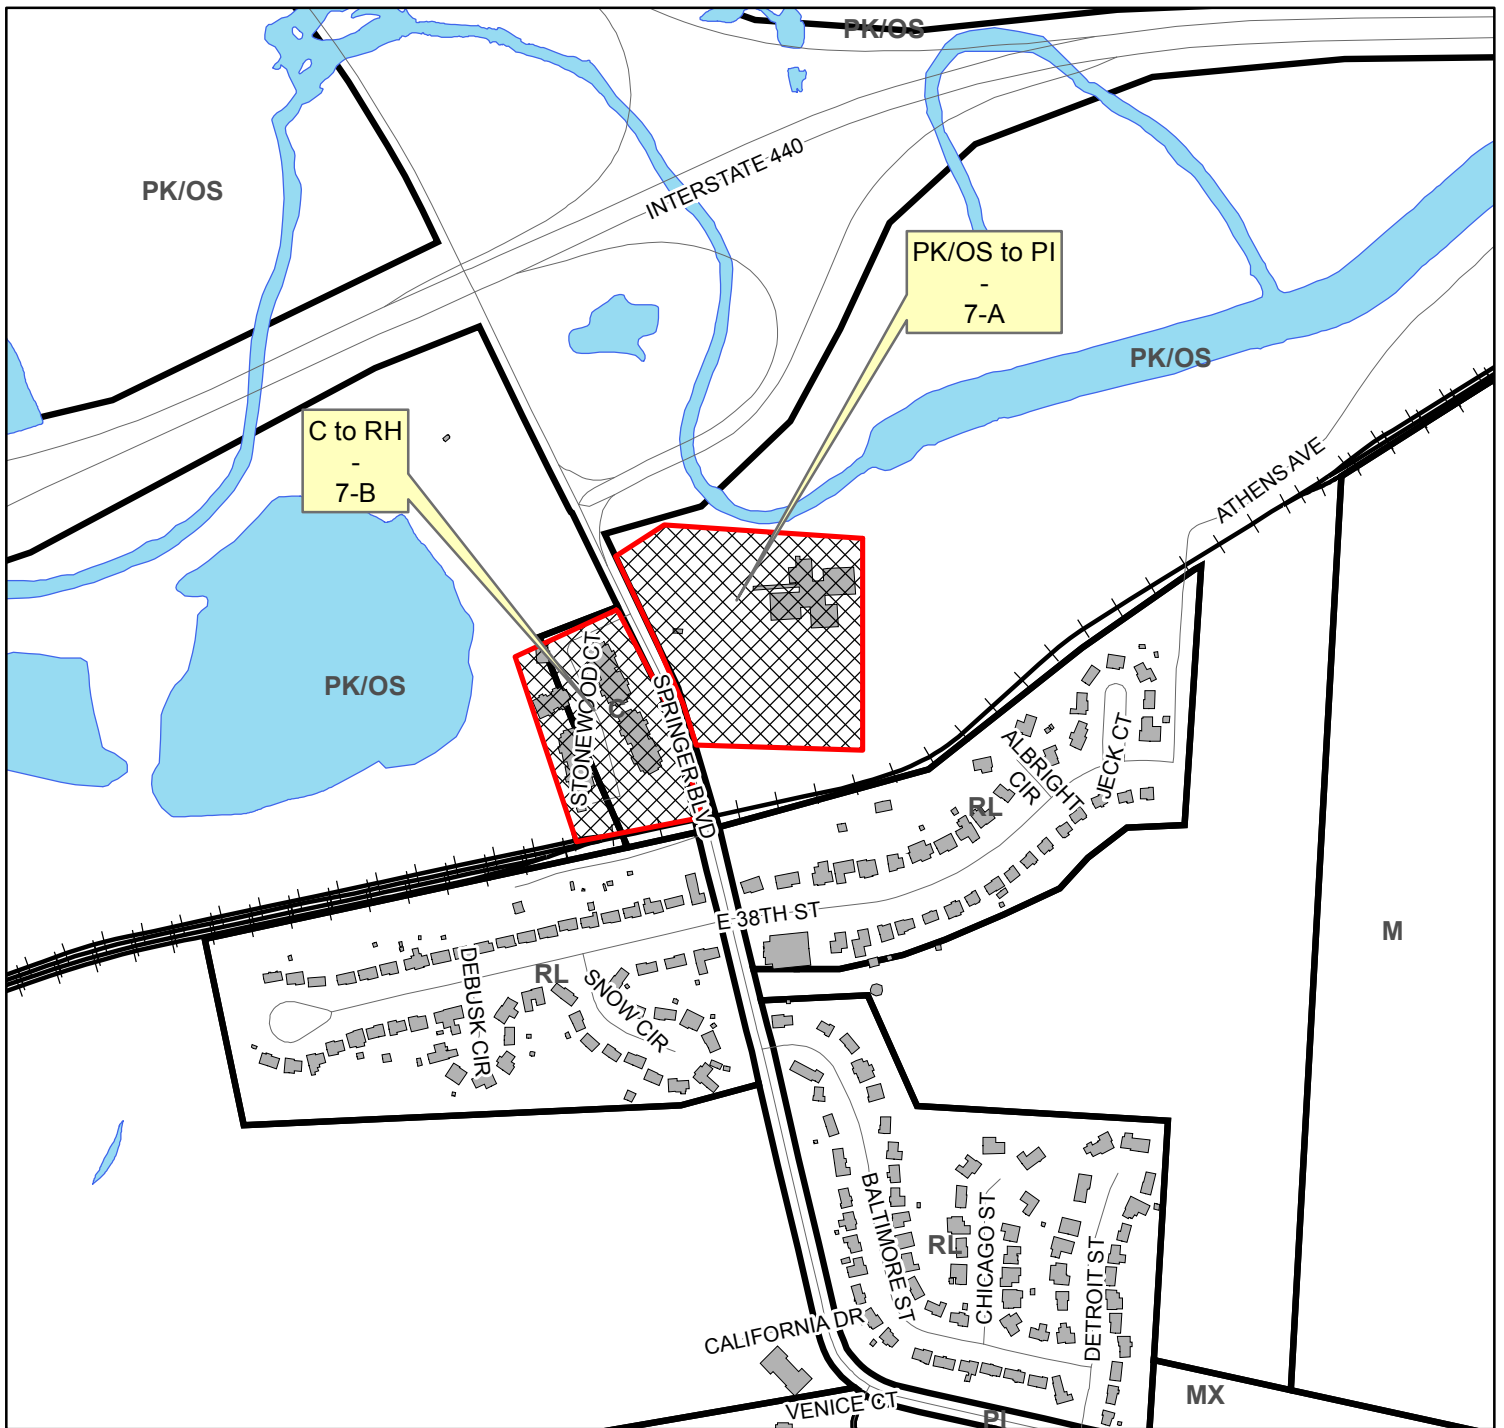 PK/OS
PK/OS
INTERSTATE 440
PK/OS to PI
-
7-A
PK/OS
C to RH
-
7-B
ATHENS AVE
PK/OS
STONEWOOD CT
C
SPRINGER BLVD
ALBRIGHT
CIR
JECK CT
RL
E 38TH ST
M
RL
DEBUSK CIR
SNOW CIR
BALTIMORE ST
RL
CHICAGO ST
DETROIT ST
CALIFORNIA DR
MX
VENICE CT
PI